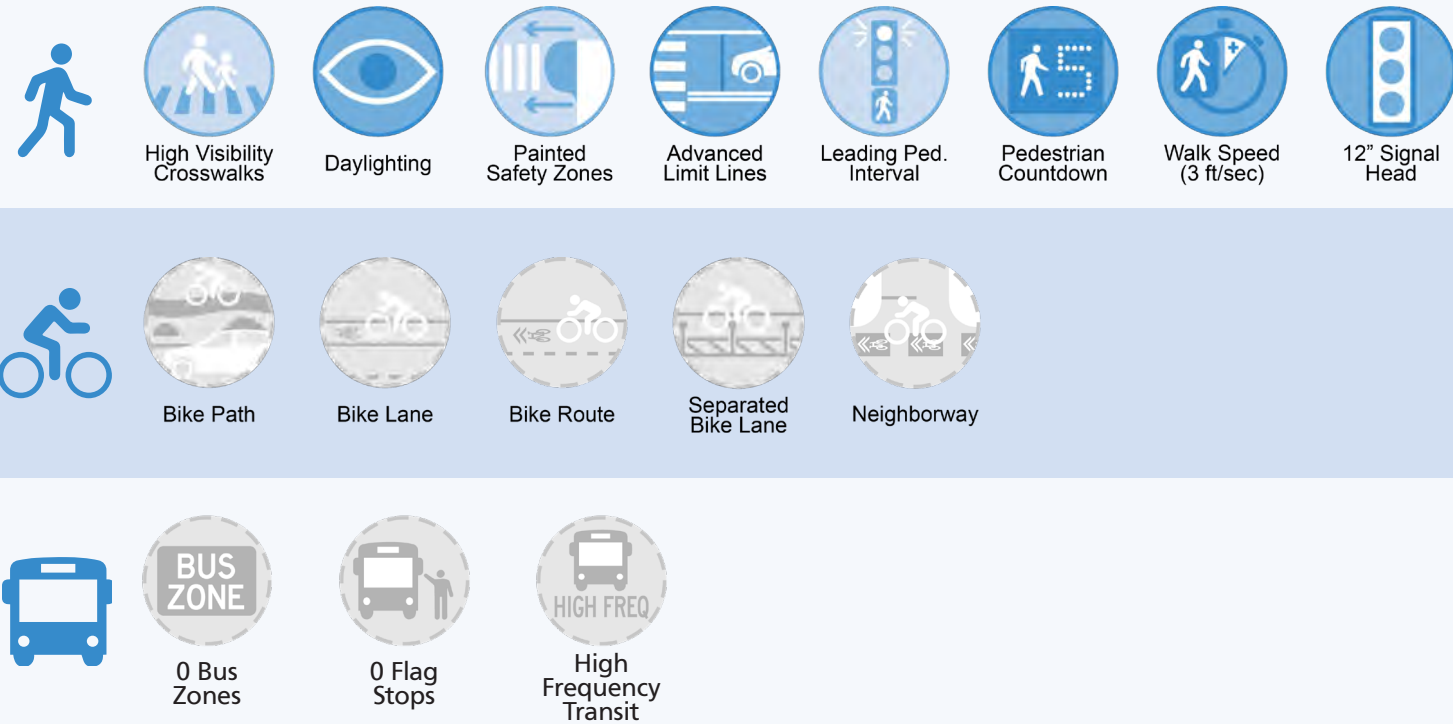 5
High Visibility
Crosswalks
Daylighting
Painted
Safety Zones
Advanced
Limit Lines
Leading Ped.
Interval
Pedestrian
Countdown
Walk Speed
(3 ft/sec)
12” Signal
Head
Bike Path
Bike Lane
Bike Route
Separated
Bike Lane
Neighborway
BUS
ZONE
HIGH FREQ
0 Bus
Zones
0 Flag
Stops
High
Frequency
Transit